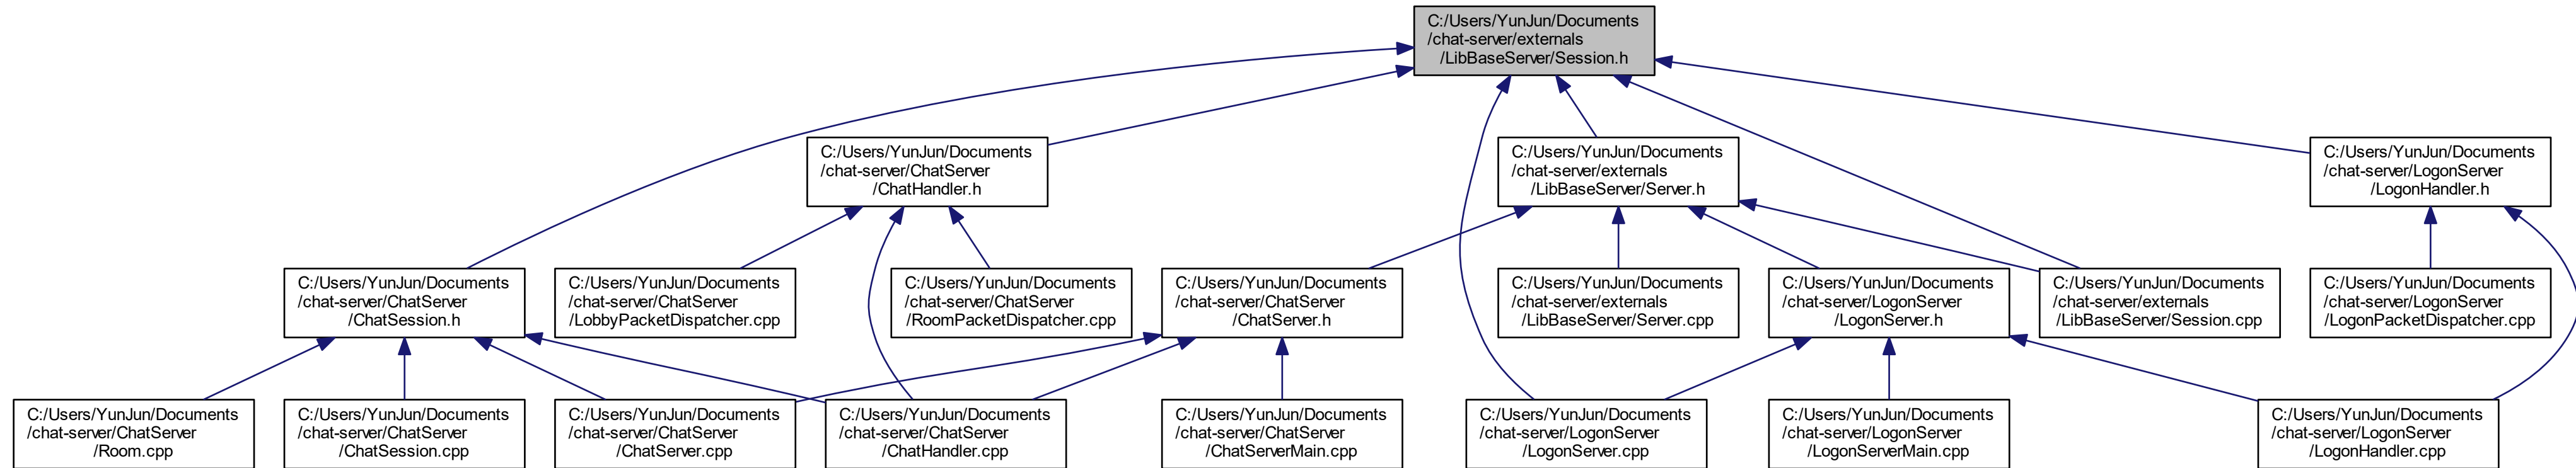 C:/Users/YunJun/Documents
/chat-server/externals
/LibBaseServer/Session.h
C:/Users/YunJun/Documents
/chat-server/ChatServer
/ChatHandler.h
C:/Users/YunJun/Documents
/chat-server/externals
/LibBaseServer/Server.h
C:/Users/YunJun/Documents
/chat-server/LogonServer
/LogonHandler.h
C:/Users/YunJun/Documents
/chat-server/ChatServer
/ChatSession.h
C:/Users/YunJun/Documents
/chat-server/ChatServer
/LobbyPacketDispatcher.cpp
C:/Users/YunJun/Documents
/chat-server/ChatServer
/RoomPacketDispatcher.cpp
C:/Users/YunJun/Documents
/chat-server/ChatServer
/ChatServer.h
C:/Users/YunJun/Documents
/chat-server/externals
/LibBaseServer/Server.cpp
C:/Users/YunJun/Documents
/chat-server/LogonServer
/LogonServer.h
C:/Users/YunJun/Documents
/chat-server/externals
/LibBaseServer/Session.cpp
C:/Users/YunJun/Documents
/chat-server/LogonServer
/LogonPacketDispatcher.cpp
C:/Users/YunJun/Documents
/chat-server/ChatServer
/Room.cpp
C:/Users/YunJun/Documents
/chat-server/ChatServer
/ChatSession.cpp
C:/Users/YunJun/Documents
/chat-server/ChatServer
/ChatServer.cpp
C:/Users/YunJun/Documents
/chat-server/ChatServer
/ChatHandler.cpp
C:/Users/YunJun/Documents
/chat-server/ChatServer
/ChatServerMain.cpp
C:/Users/YunJun/Documents
/chat-server/LogonServer
/LogonServer.cpp
C:/Users/YunJun/Documents
/chat-server/LogonServer
/LogonServerMain.cpp
C:/Users/YunJun/Documents
/chat-server/LogonServer
/LogonHandler.cpp